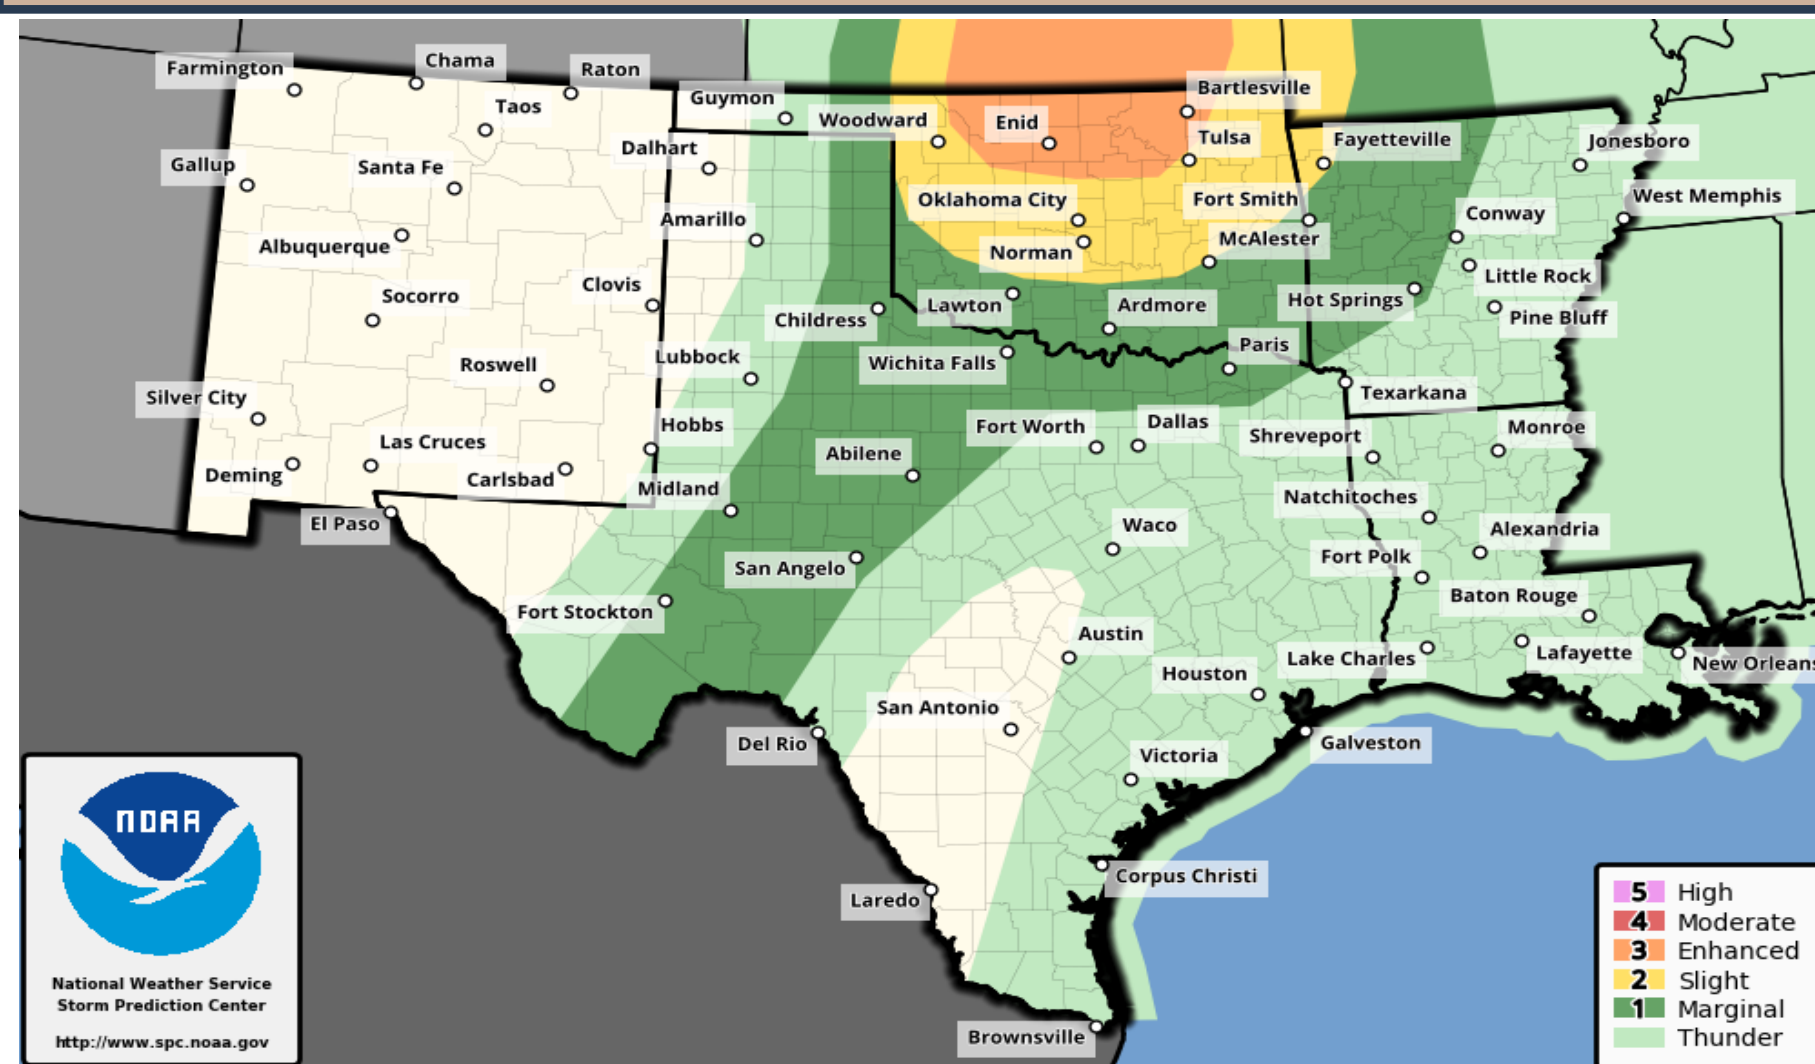 Farmington
Chama
Raton
Taos
Guymon
Woodward
Enid
Bartlesville
Tulsa
Fayetteville
Jonesboro
Gallup
Santa Fe
Dalhart
West Memphis
Oklahoma City
Fort Smith
Conway
Albuquerque
Amarillo
Norman
McAlester
Little Rock
Socorro
Clovis
Childress
Lawton
Ardmore
Hot Springs
Pine Bluff
Roswell
Lubbock
Wichita Falls
Paris
Texarkana
Silver City
Hobbs
Fort Worth
Dallas
Shreveport
Monroe
Las Cruces
Abilene
Deming
Carlsbad
Midland
Natchitoches
El Paso
Waco
Alexandria
San Angelo
Fort Polk
Fort Stockton
Baton Rouge
Austin
Lake Charles
Lafayette
New Orleans
Houston
San Antonio
Del Rio
Victoria
Galveston
Corpus Christi
Laredo
Brownsville
NOAA
National Weather Service
Storm Prediction Center
http://www.spc.noaa.gov
5 High
4 Moderate
3 Enhanced
2 Slight
1 Marginal
Thunder